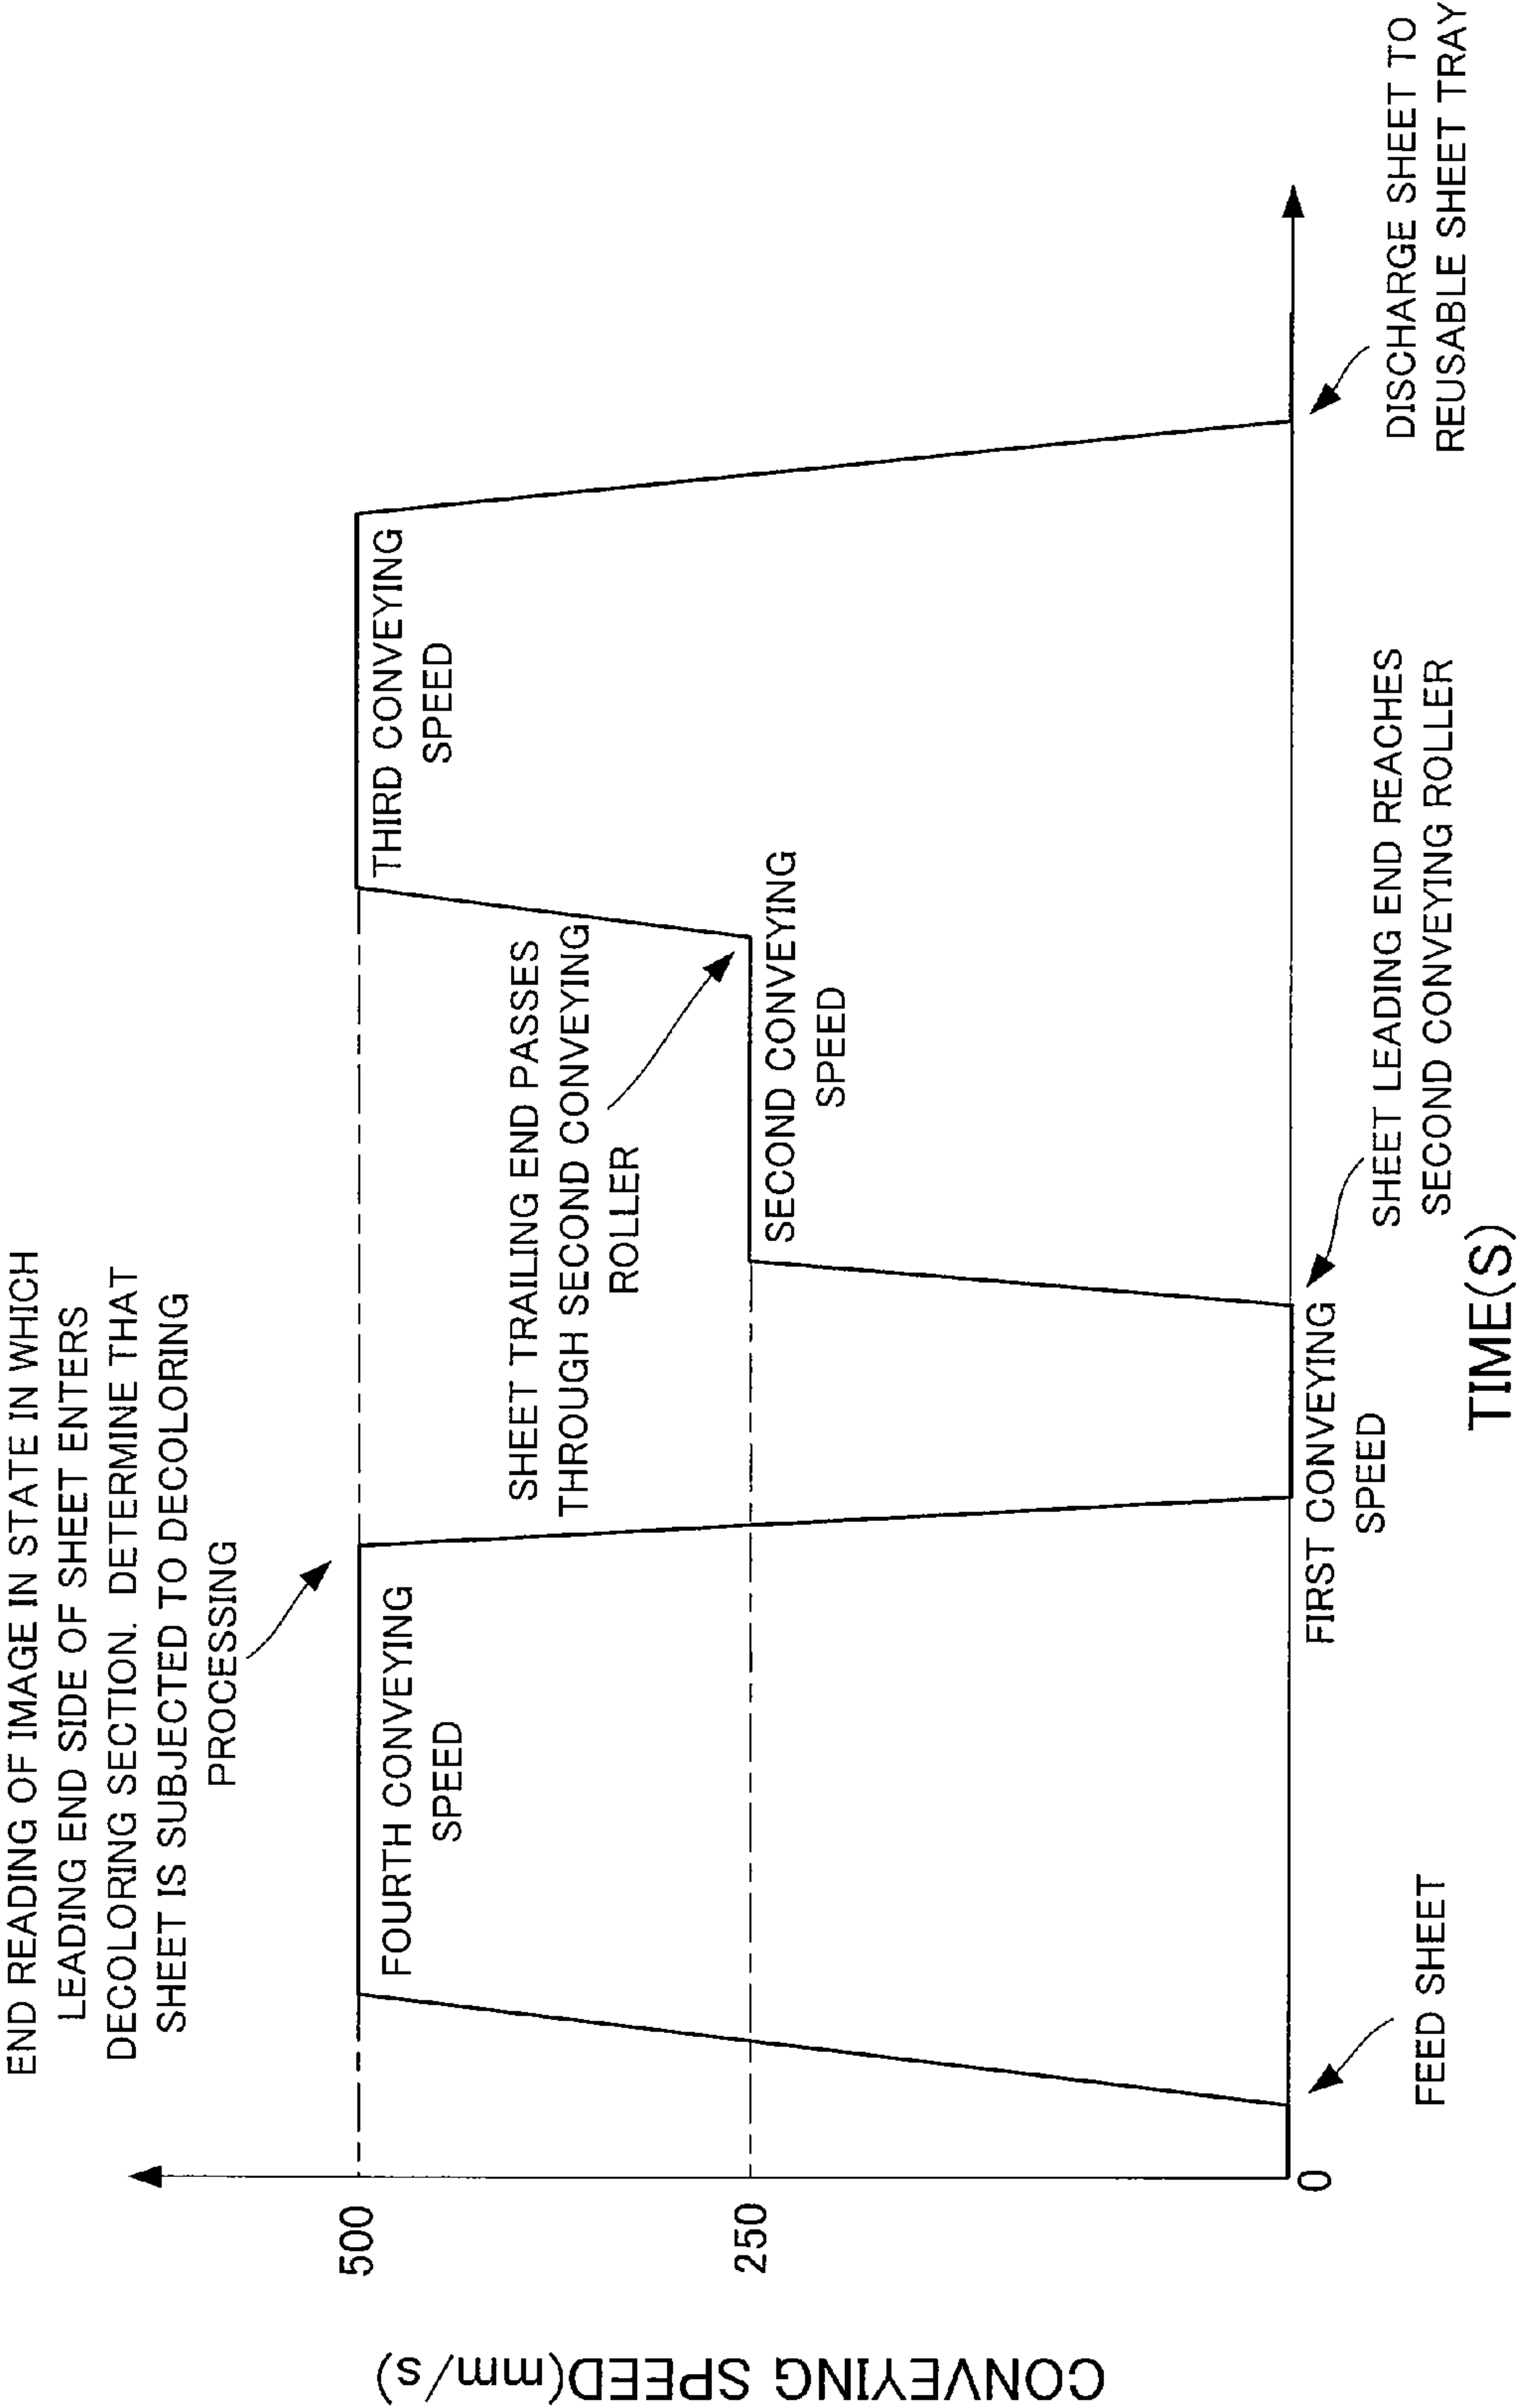 END READING OF IMAGE IN STATE IN WHICH
LEADING END SIDE OF SHEET ENTERS
DECOLORING SECTION. DETERMINE THAT
SHEET IS SUBJECTED TO DECOLORING
PROCESSING
CONVEYING SPEED(mm/s)
500
250
0
FOURTH CONVEYING
SPEED
SHEET TRAILING END PASSES
THROUGH SECOND CONVEYING
ROLLER
THIRD CONVEYING
SPEED
SECOND CONVEYING
SPEED
FIRST CONVEYING
SPEED
FEED SHEET
SHEET LEADING END REACHES
SECOND CONVEYING ROLLER
DISCHARGE SHEET TO
REUSABLE SHEET TRAY
TIME(S)